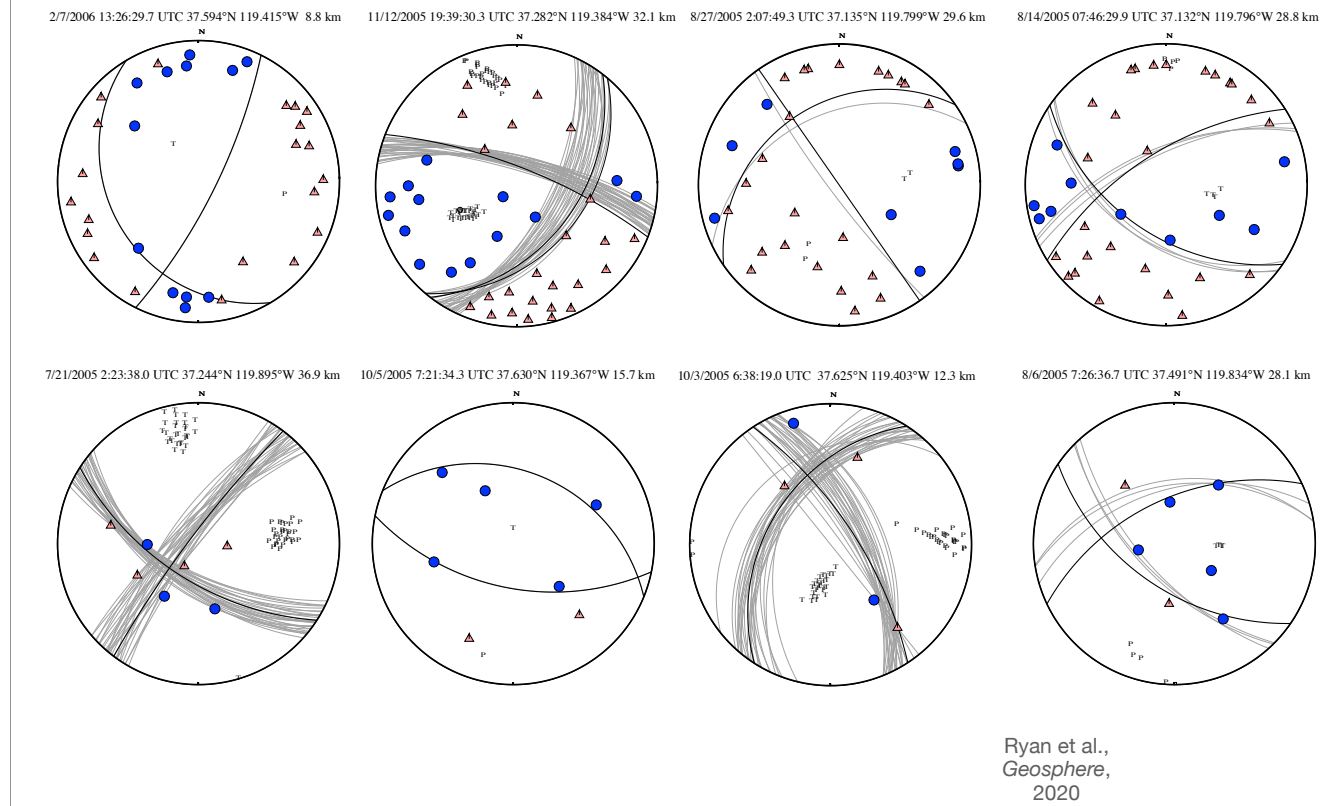 2/7/2006 13:26:29.7 UTC 37.594°N 119.415°W 8.8 km
11/12/2005 19:39:30.3 UTC 37.282°N 119.384°W 32.1 km
8/27/2005 2:07:49.3 UTC 37.135°N 119.799°W 29.6 km
8/14/2005 07:46:29.9 UTC 37.132°N 119.796°W 28.8 km
N
N
N
N
T
P
7/21/2005 2:23:38.0 UTC 37.244°N 119.895°W 36.9 km
10/5/2005 7:21:34.3 UTC 37.630°N 119.367°W 15.7 km
10/3/2005 6:38:19.0 UTC 37.625°N 119.403°W 12.3 km
8/6/2005 7:26:36.7 UTC 37.491°N 119.834°W 28.1 km
N
N
N
N
T
P
Ryan et al.,
Geosphere,
2020